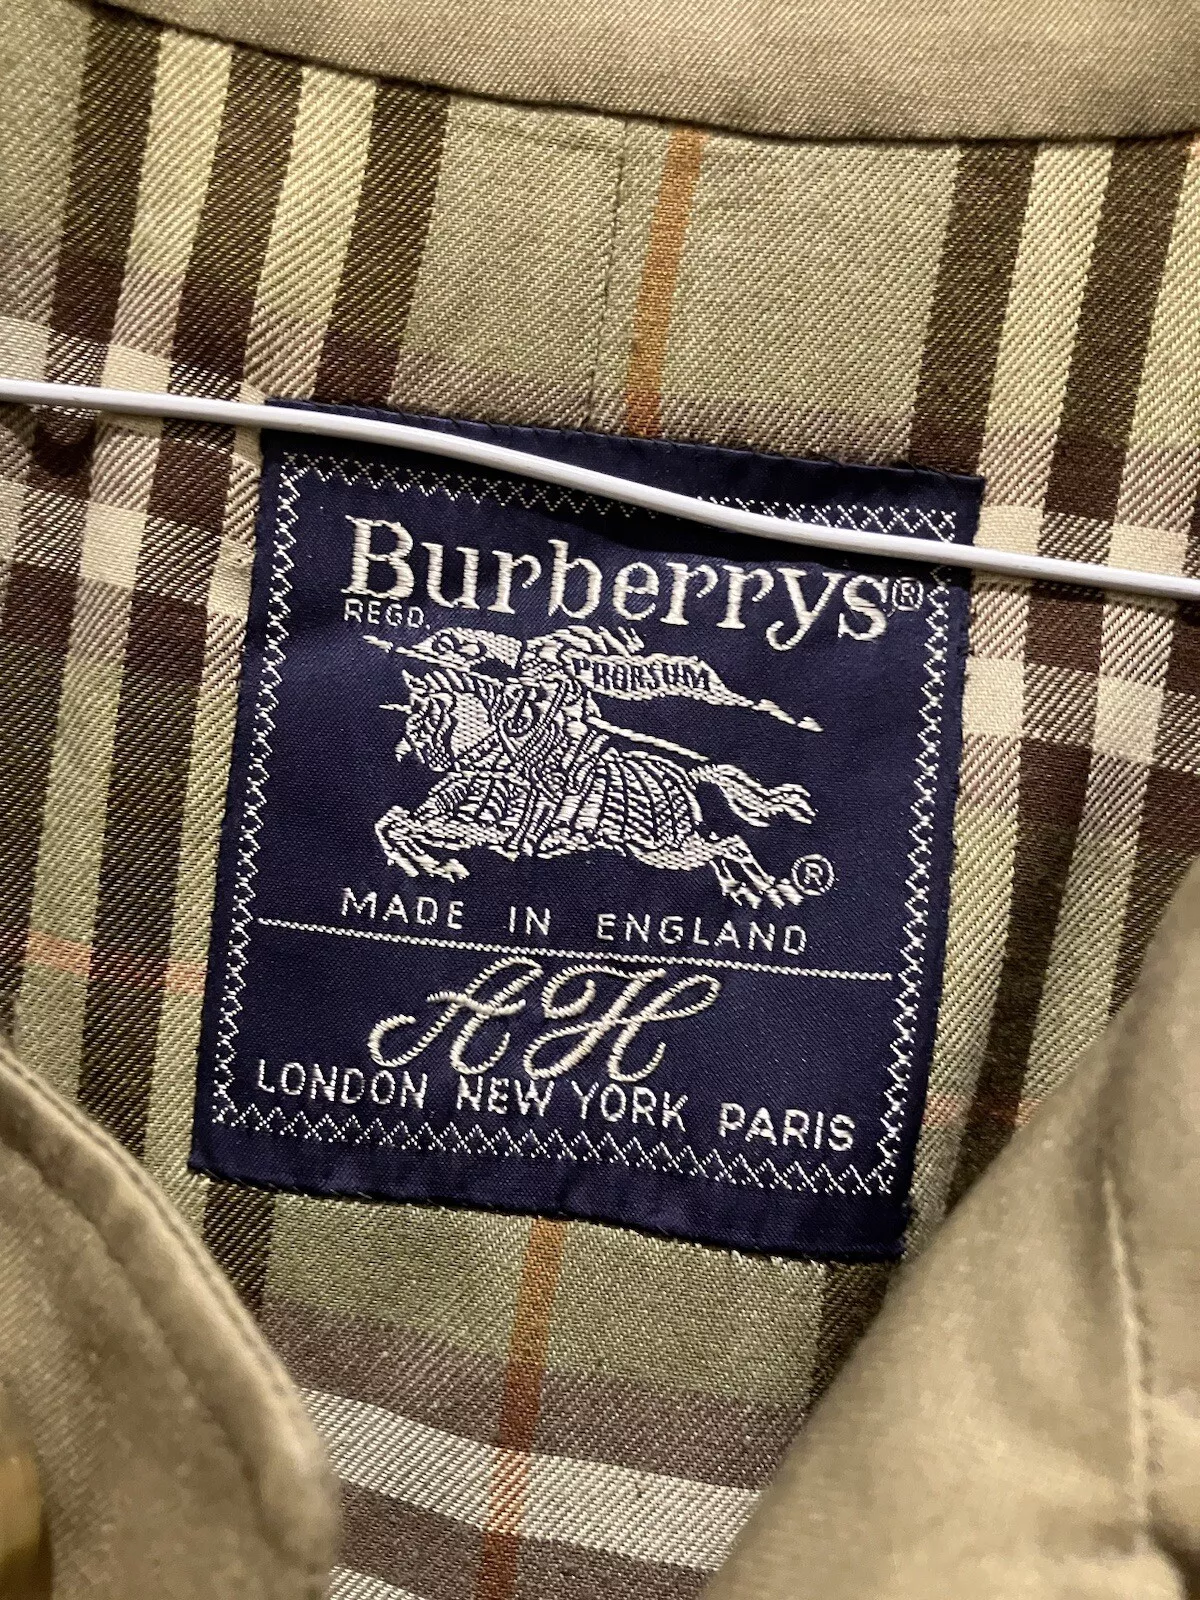 Burberrys®
REGD.
PRORSUM
®
MADE IN ENGLAND
AH
LONDON NEW YORK PARIS